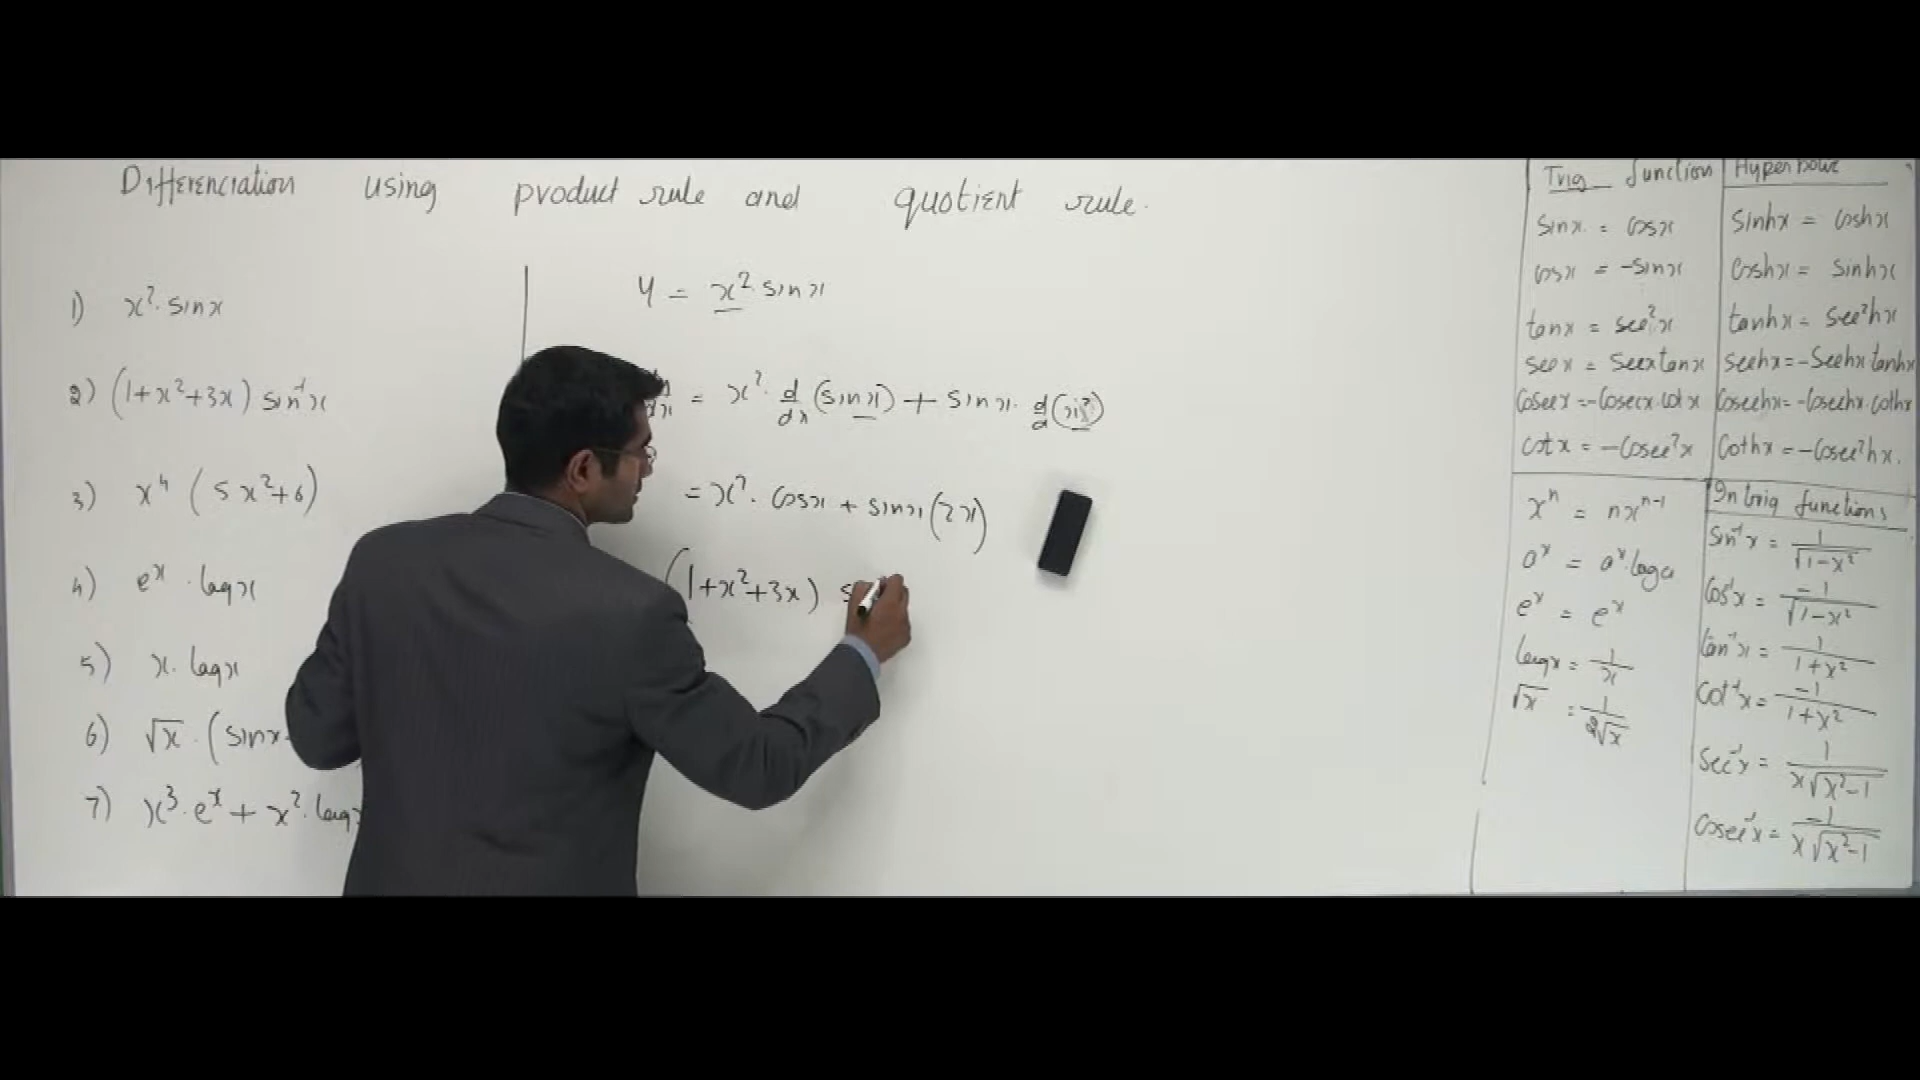 Differenciation using product rule and quotient rule.
1) x². sinx
2) (1+x²+3x) sin⁻¹x
3) x⁴ (5x²+6)
4) eˣ . logx
5) x. logx
6) √x . (sinx
7) x³. eˣ + x². log
y = x². sinx
= x². d/dx (sinx) + sinx. d/d (x²)
= x². cosx + sinx (2x)
(1+x²+3x) s
Trig function
sinx = cosx
cosx = -sinx
tanx = sec²x
secx = secxtanx
cosecx = -cosecx.cotx
cotx = -cosec²x
xⁿ = nxⁿ⁻¹
aˣ = aˣ.loga
eˣ = eˣ
logx = 1/x
√x = 1/2√x
Hyperbolic
sinhx = coshx
coshx = sinhx
tanhx = sec²hx
sechx = -sechx.tanhx
cosechx = -cosechx.cothx
cothx = -cosec²hx.
In trig functions
sin⁻¹x = 1/√1-x²
cos⁻¹x = -1/√1-x²
tan⁻¹x = 1/1+x²
cot⁻¹x = -1/1+x²
sec⁻¹x = 1/x√x²-1
cosec⁻¹x = -1/x√x²-1